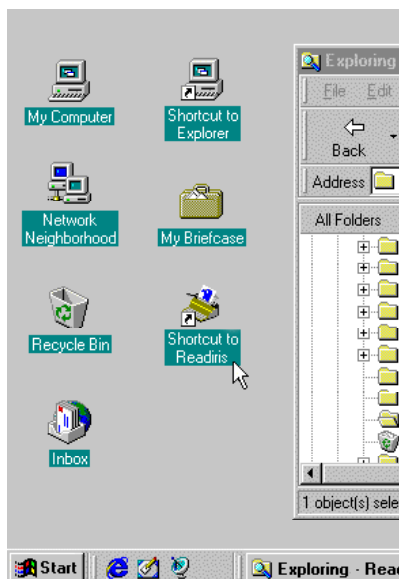 My Computer
Shortcut to
Explorer
Network
Neighborhood
My Briefcase
Recycle Bin
Shortcut to
Readiris
Inbox
Exploring
File Edit
Back
Address
All Folders
1 object(s) sele
Start
Exploring - Read